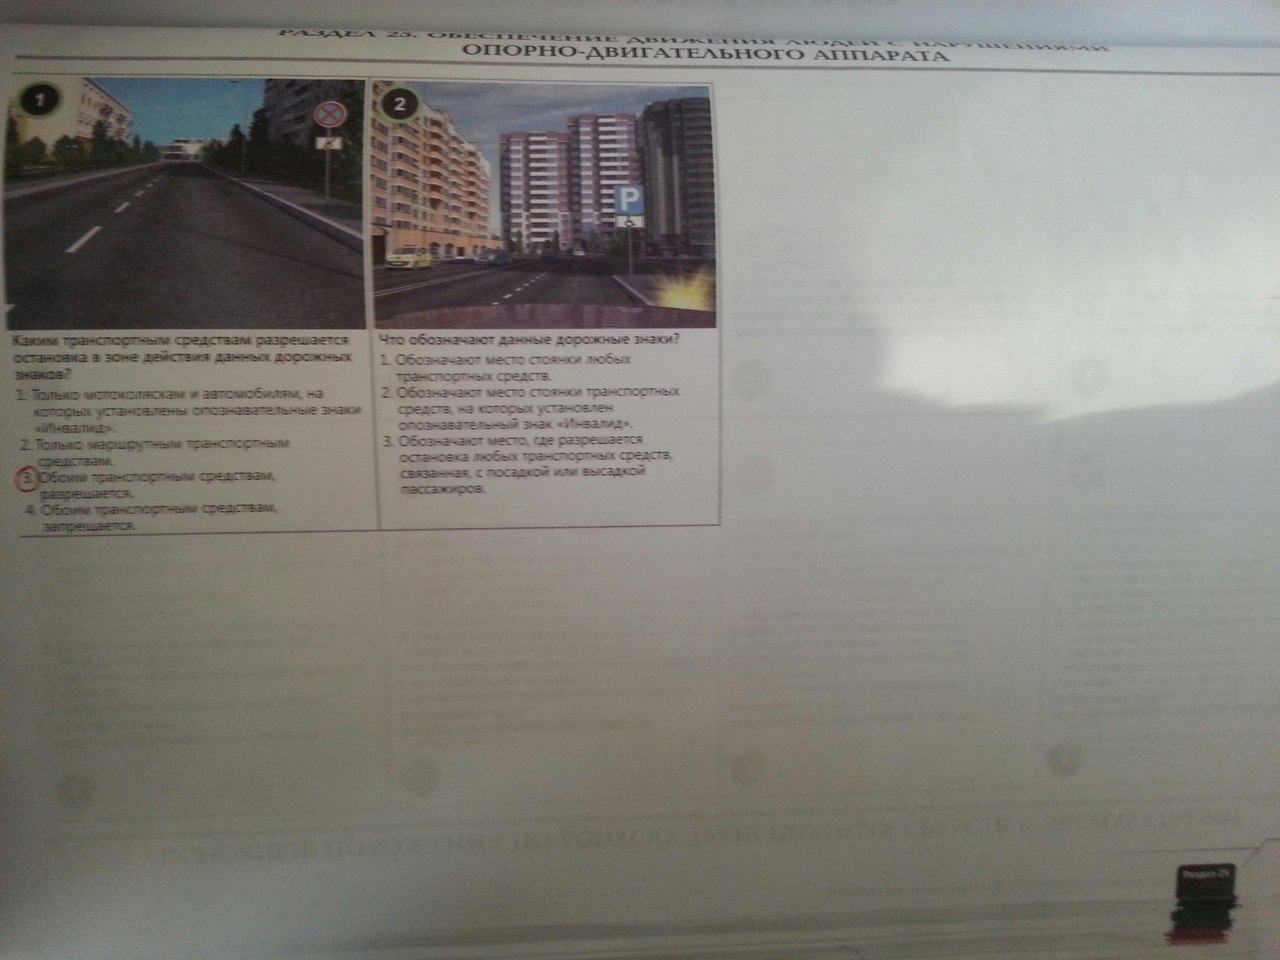 РАЗДЕЛ 25. ОБЕСПЕЧЕНИЕ ДВИЖЕНИЯ ЛЮДЕЙ С НАРУШЕНИЯМИ
ОПОРНО-ДВИГАТЕЛЬНОГО АППАРАТА
1
Каким транспортным средствам разрешается
остановка в зоне действия данных дорожных
знаков?
1. Только мотоколяскам и автомобилям, на
которых установлены опознавательные знаки
«Инвалид».
2. Только маршрутным транспортным
средствам.
3. Обоим транспортным средствам,
разрешается.
4. Обоим транспортным средствам,
запрещается.
2
P
Что обозначают данные дорожные знаки?
1. Обозначают место стоянки любых
транспортных средств.
2. Обозначают место стоянки транспортных
средств, на которых установлен
опознавательный знак «Инвалид».
3. Обозначают место, где разрешается
остановка любых транспортных средств,
связанная, с посадкой или высадкой
пассажиров.
Раздел 25